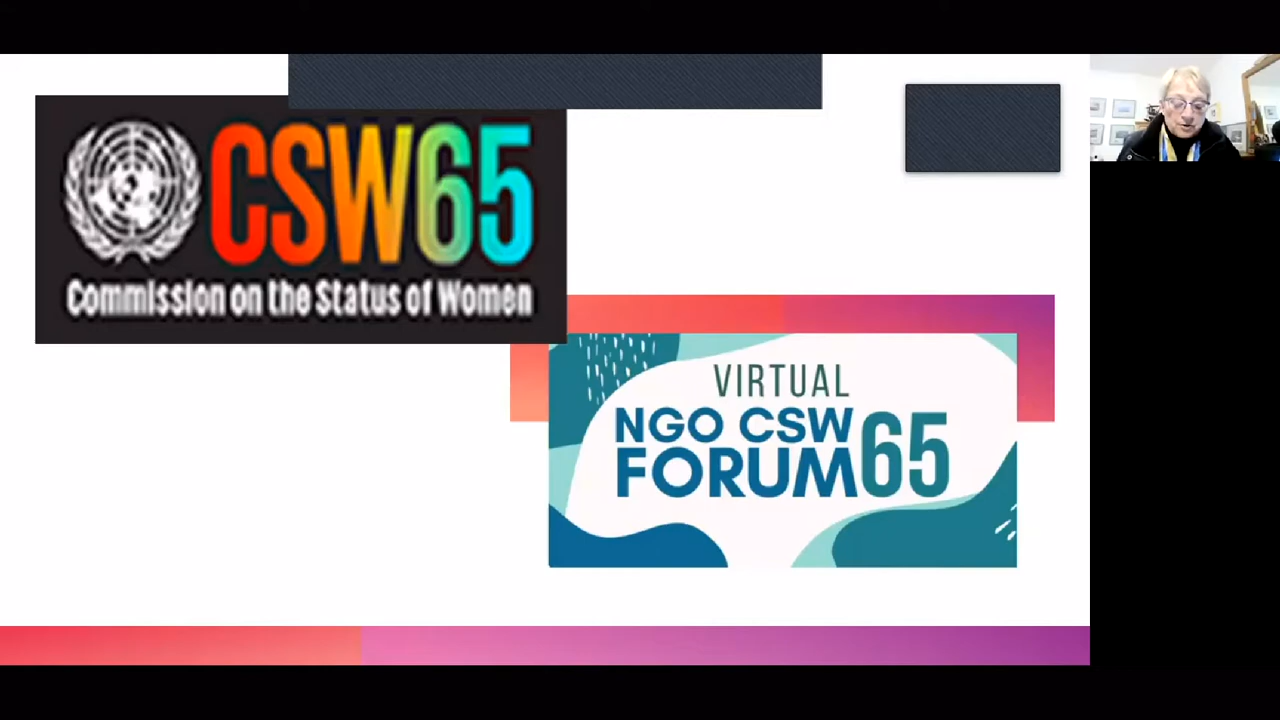 CSW65
Commission on the Status of Women
VIRTUAL
NGO CSW
FORUM65